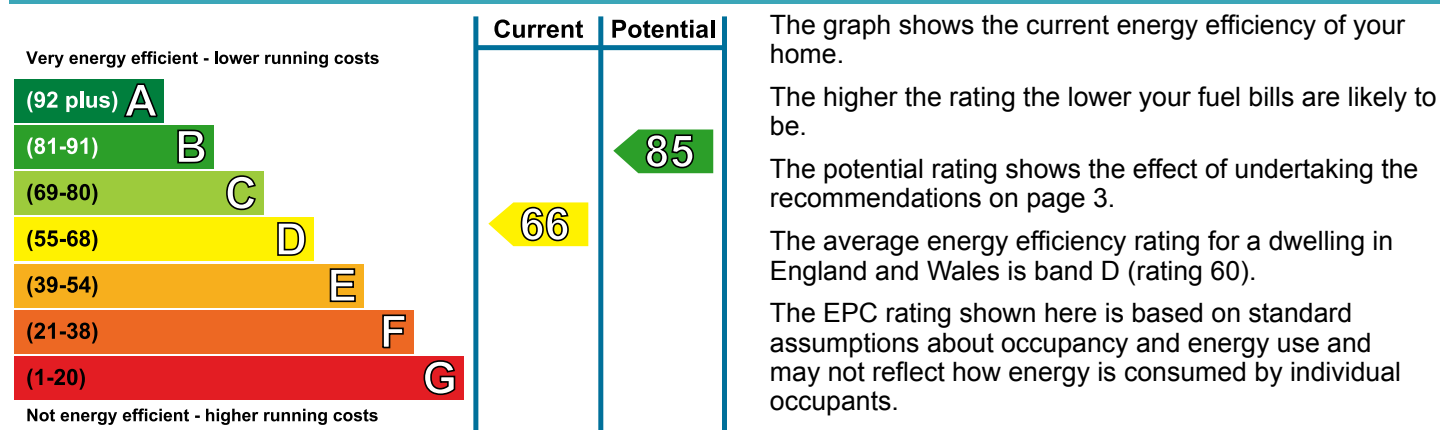 Current Potential
Very energy efficient - lower running costs
(92 plus) A
(81-91) B
85
(69-80) C
66
(55-68) D
(39-54) E
(21-38) F
(1-20) G
Not energy efficient - higher running costs
The graph shows the current energy efficiency of your
home.
The higher the rating the lower your fuel bills are likely to
be.
The potential rating shows the effect of undertaking the
recommendations on page 3.
The average energy efficiency rating for a dwelling in
England and Wales is band D (rating 60).
The EPC rating shown here is based on standard
assumptions about occupancy and energy use and
may not reflect how energy is consumed by individual
occupants.